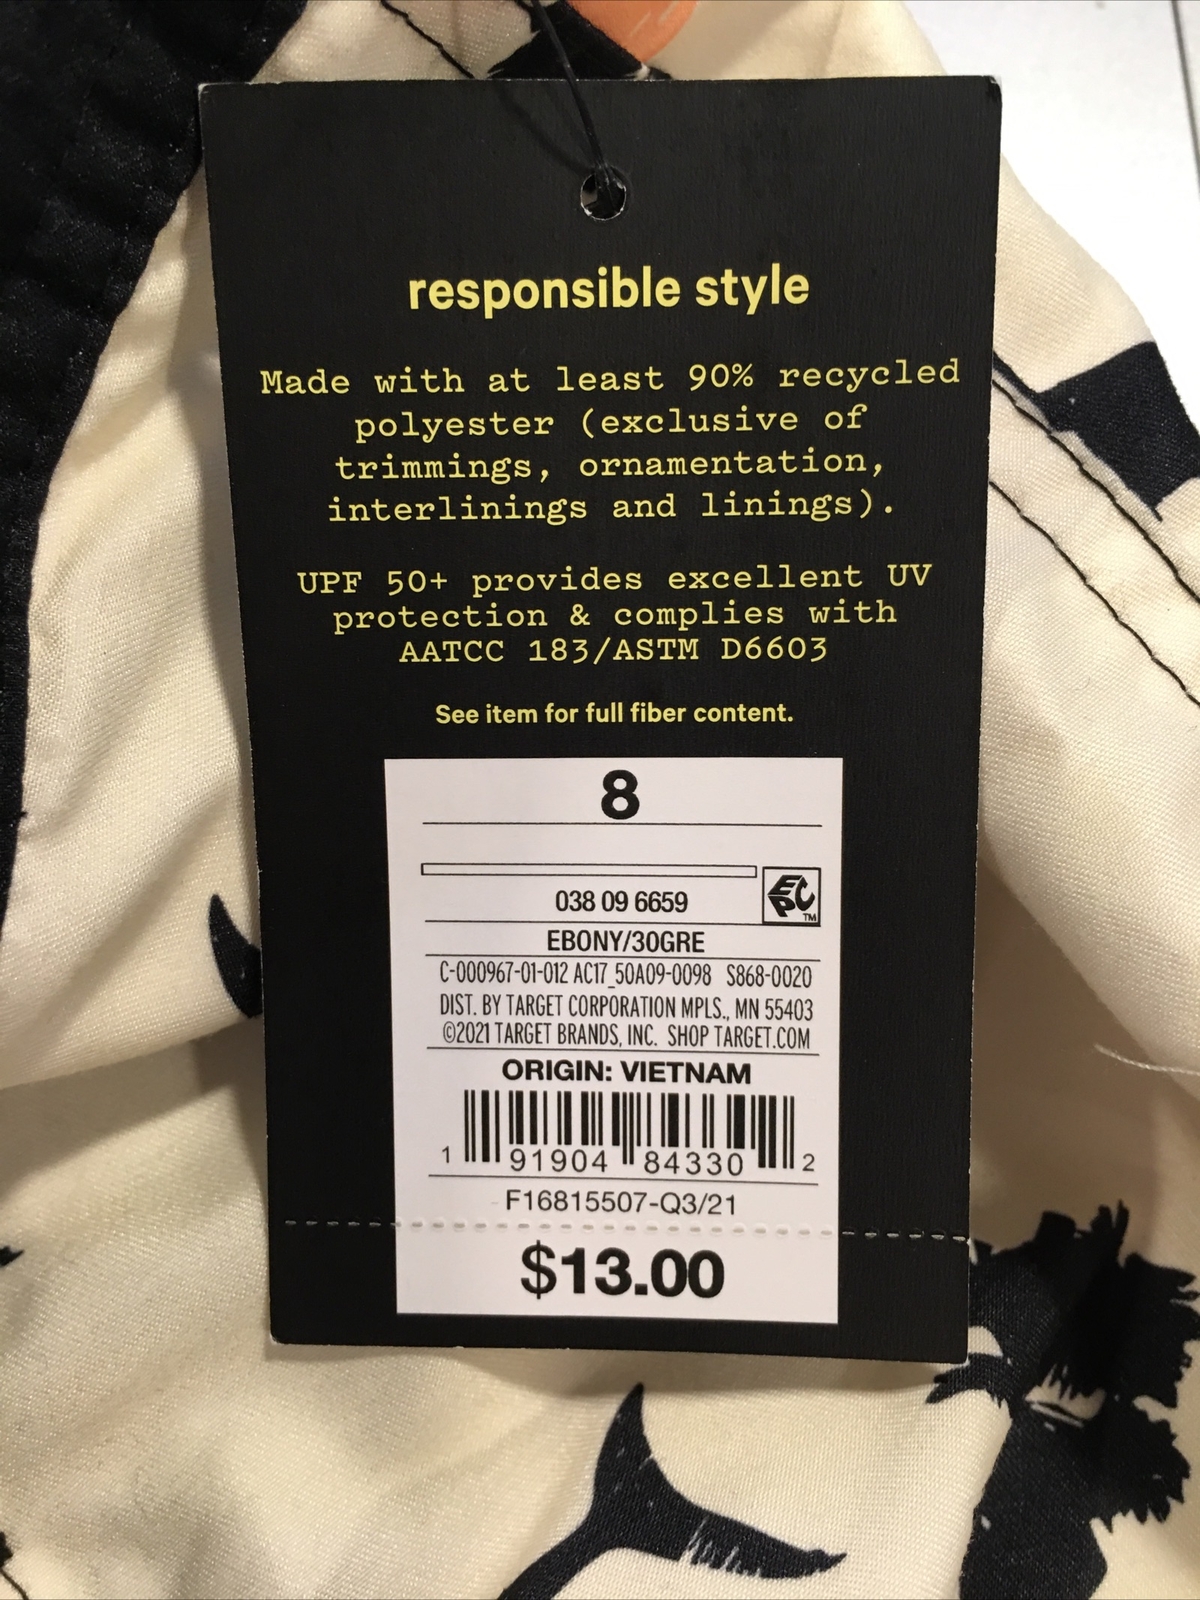 responsible style
Made with at least 90% recycled
polyester (exclusive of
trimmings, ornamentation,
interlinings and linings).
UPF 50+ provides excellent UV
protection & complies with
AATCC 183/ASTM D6603
See item for full fiber content.
8
038 09 6659
EPC™
EBONY/30GRE
C-000967-01-012 AC17_50A09-0098 S868-0020
DIST. BY TARGET CORPORATION MPLS., MN 55403
©2021 TARGET BRANDS, INC. SHOP TARGET.COM
ORIGIN: VIETNAM
1 91904 84330 2
F16815507-Q3/21
$13.00